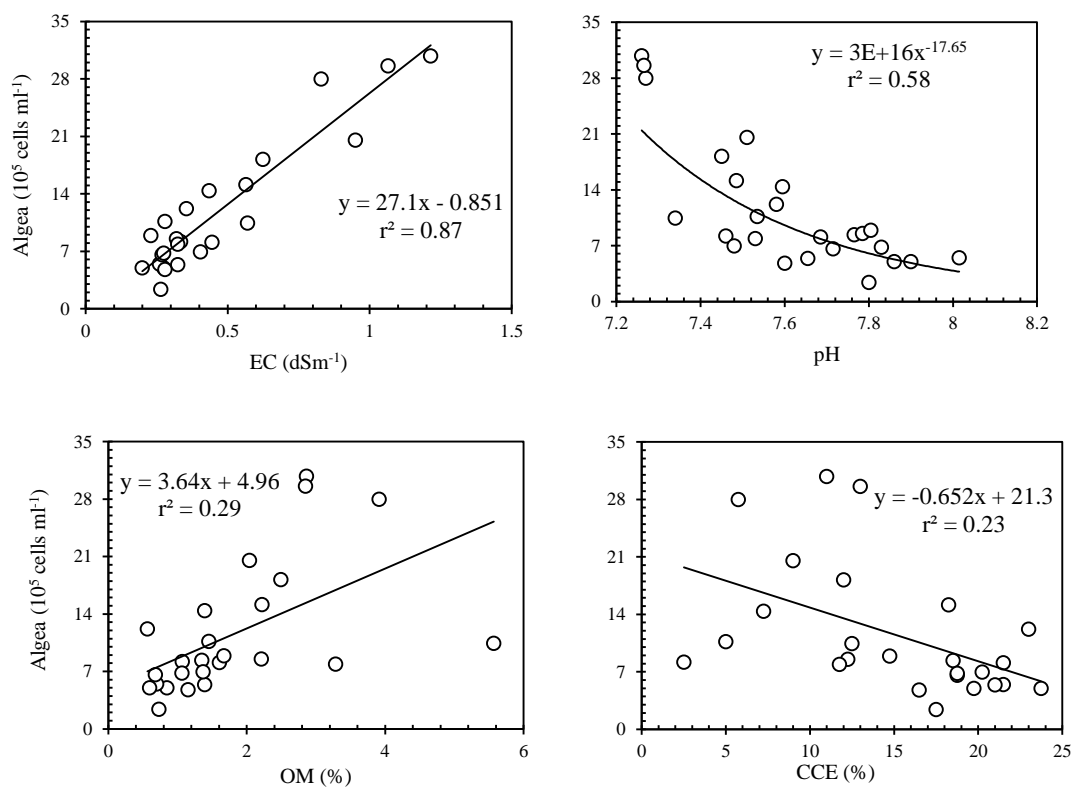 35
28
21
14
7
0
Algea (10⁵ cells ml⁻¹)
y = 27.1x - 0.851
r² = 0.87
0 0.5 1 1.5
EC (dSm⁻¹)
35
28
21
14
7
0
y = 3E+16x⁻¹⁷·⁶⁵
r² = 0.58
7.2 7.4 7.6 7.8 8 8.2
pH
35
28
21
14
7
0
Algea (10⁵ cells ml⁻¹)
y = 3.64x + 4.96
r² = 0.29
0 2 4 6
OM (%)
35
28
21
14
7
0
y = -0.652x + 21.3
r² = 0.23
0 5 10 15 20 25
CCE (%)